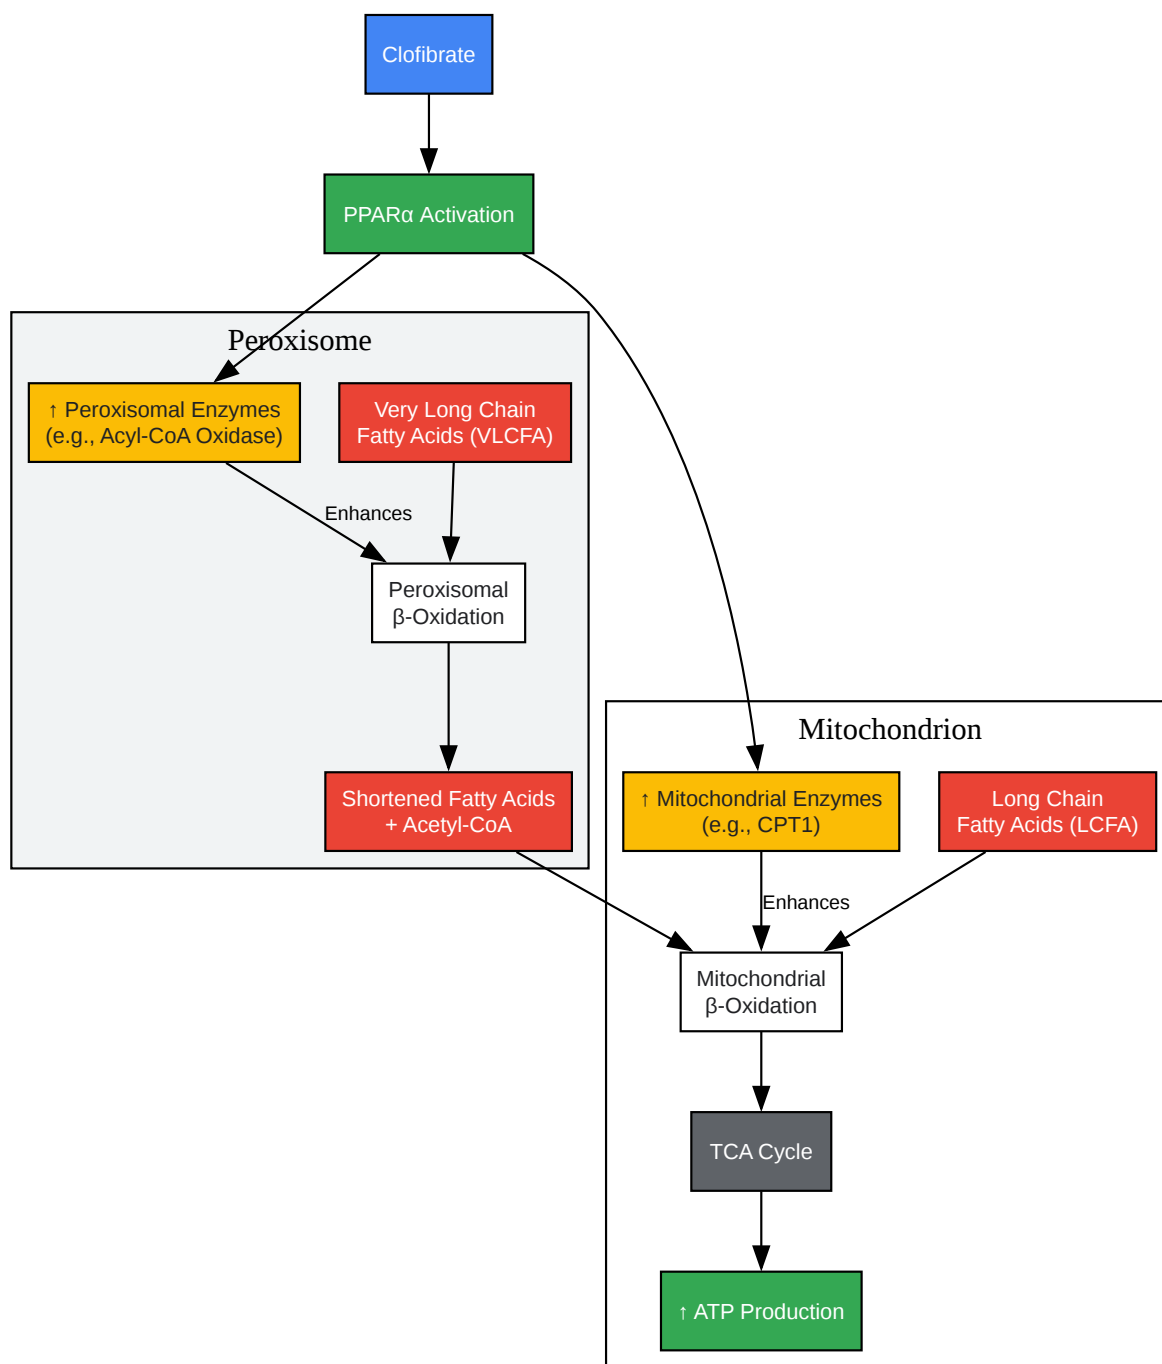 Clofibrate
PPARα Activation
Peroxisome
↑ Peroxisomal Enzymes
(e.g., Acyl-CoA Oxidase)
Very Long Chain
Fatty Acids (VLCFA)
Enhances
Peroxisomal
β-Oxidation
Shortened Fatty Acids
+ Acetyl-CoA
Mitochondrion
↑ Mitochondrial Enzymes
(e.g., CPT1)
Long Chain
Fatty Acids (LCFA)
Enhances
Mitochondrial
β-Oxidation
TCA Cycle
↑ ATP Production